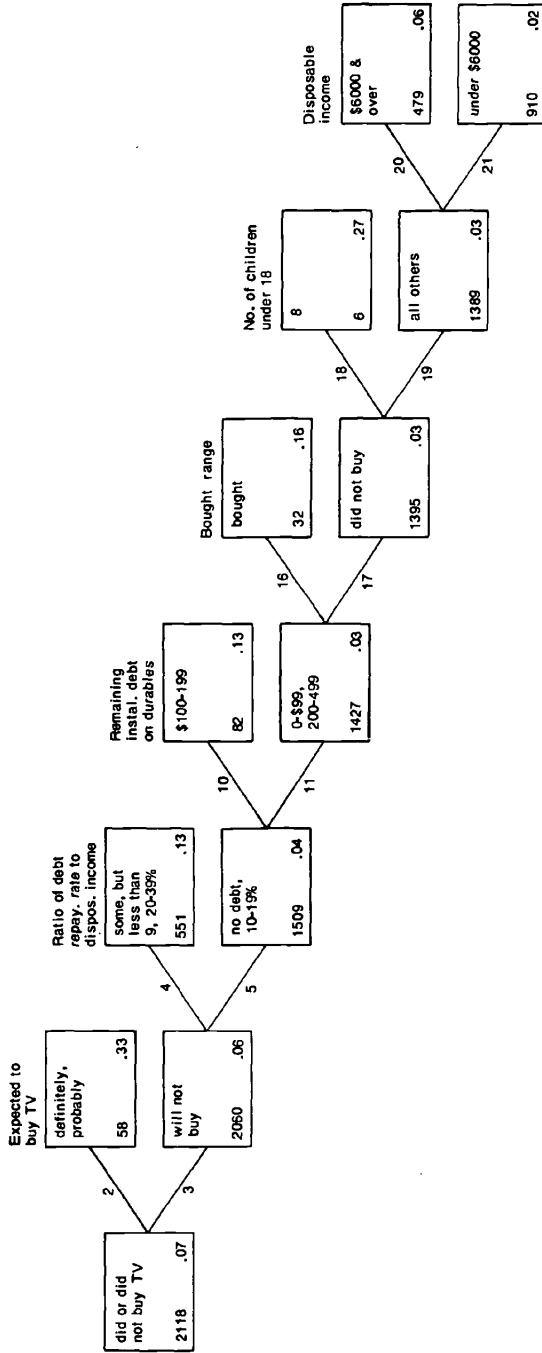 did or did
not buy TV
2118 .07
2
3
Expected to
buy TV
definitely,
probably
58 .33
will not
buy
2060 .06
4
5
Ratio of debt
repay. rate to
dispos. income
some, but
less than
9, 20-39%
551 .13
no debt,
10-19%
1509 .04
10
11
Remaining
instal. debt
on durables
$100-199
82 .13
0-$99,
200-499
1427 .03
16
17
Bought range
bought
32 .16
did not buy
1395 .03
18
19
No. of children
under 18
8
6 .27
all others
1389 .03
20
21
Disposable
income
$6000 &
over
479 .06
under $6000
910 .02